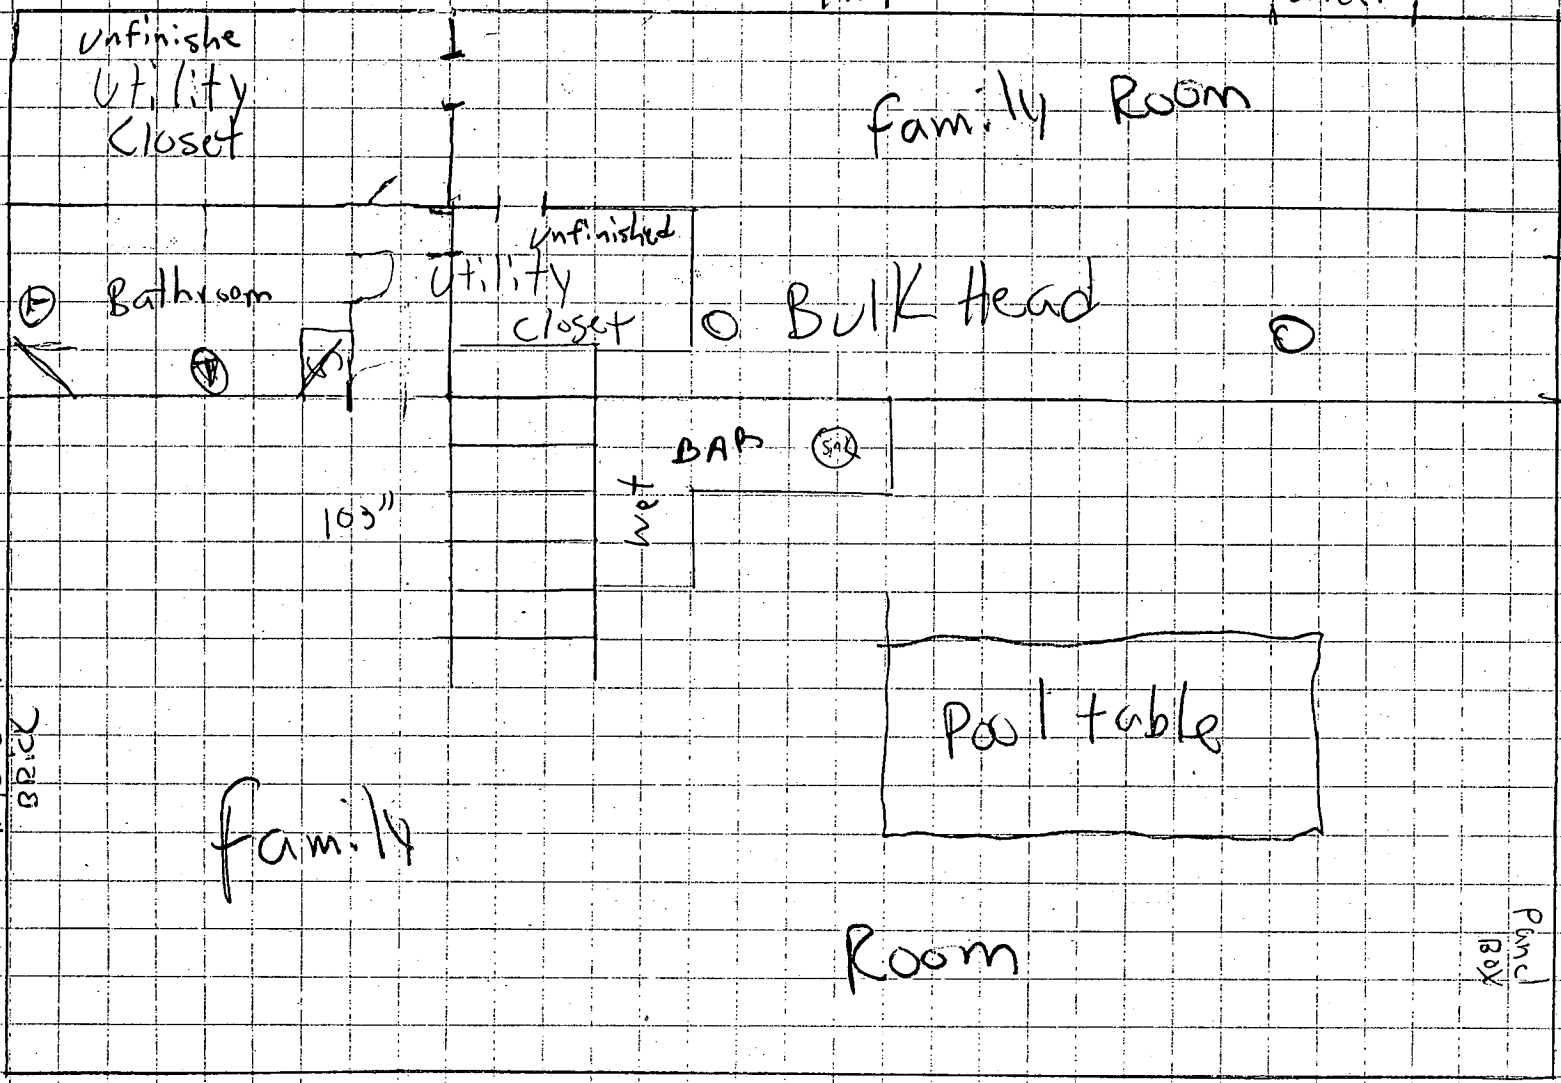 Unfinishe
Utility
Closet
family Room
Unfinished
Utility
Closet
Bathroom
Bulk Head
S
BAR
Sink
wet
103"
Pool table
BRICK
family
Room
Panel
Box